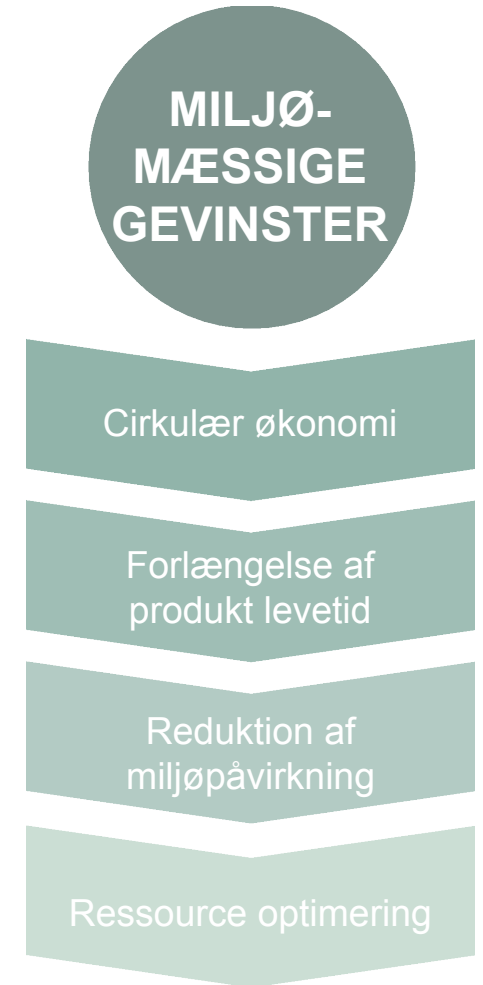 MILJØ-
MÆSSIGE
GEVINSTER
Cirkulær økonomi
Forlængelse af
produkt levetid
Reduktion af
miljøpåvirkning
Ressource optimering